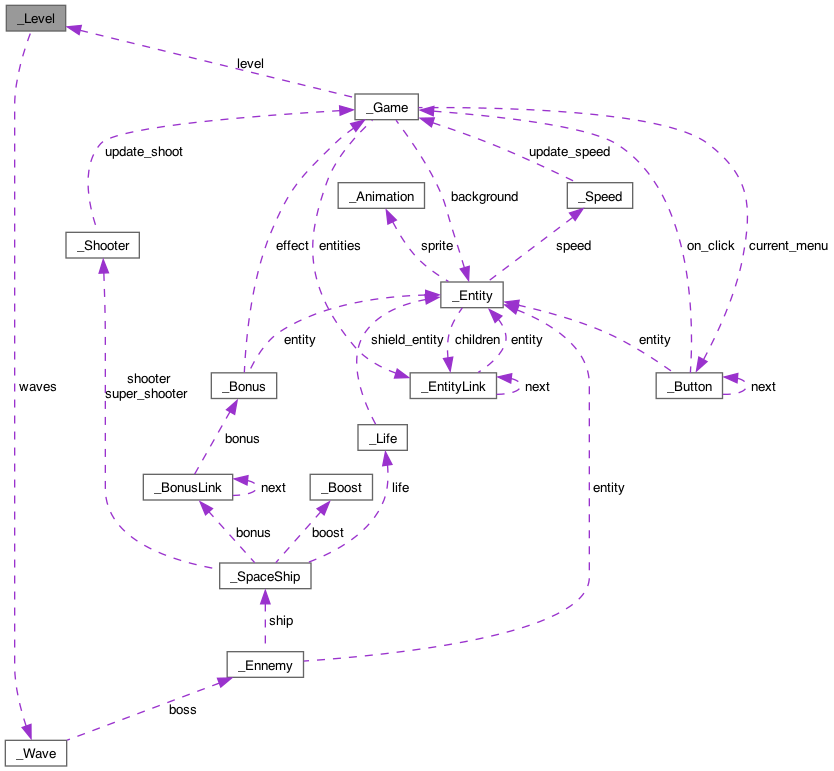 _Level
level
_Game
update_shoot
update_speed
_Animation
background
_Speed
_Shooter
effect
entities
sprite
speed
on_click
current_menu
_Entity
entity
shield_entity
children
entity
entity
waves
shooter
super_shooter
_Bonus
_EntityLink
next
_Button
next
bonus
_Life
_BonusLink
next
_Boost
life
entity
bonus
boost
_SpaceShip
ship
_Ennemy
boss
_Wave